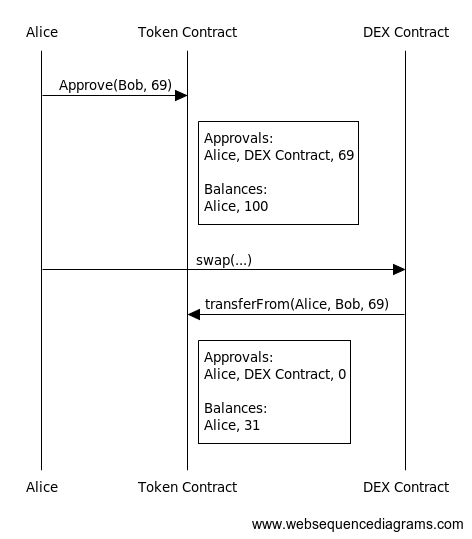 Alice Token Contract DEX Contract
Approve(Bob, 69)
Approvals:
Alice, DEX Contract, 69
Balances:
Alice, 100
swap(...)
transferFrom(Alice, Bob, 69)
Approvals:
Alice, DEX Contract, 0
Balances:
Alice, 31
Alice Token Contract DEX Contract
www.websequencediagrams.com